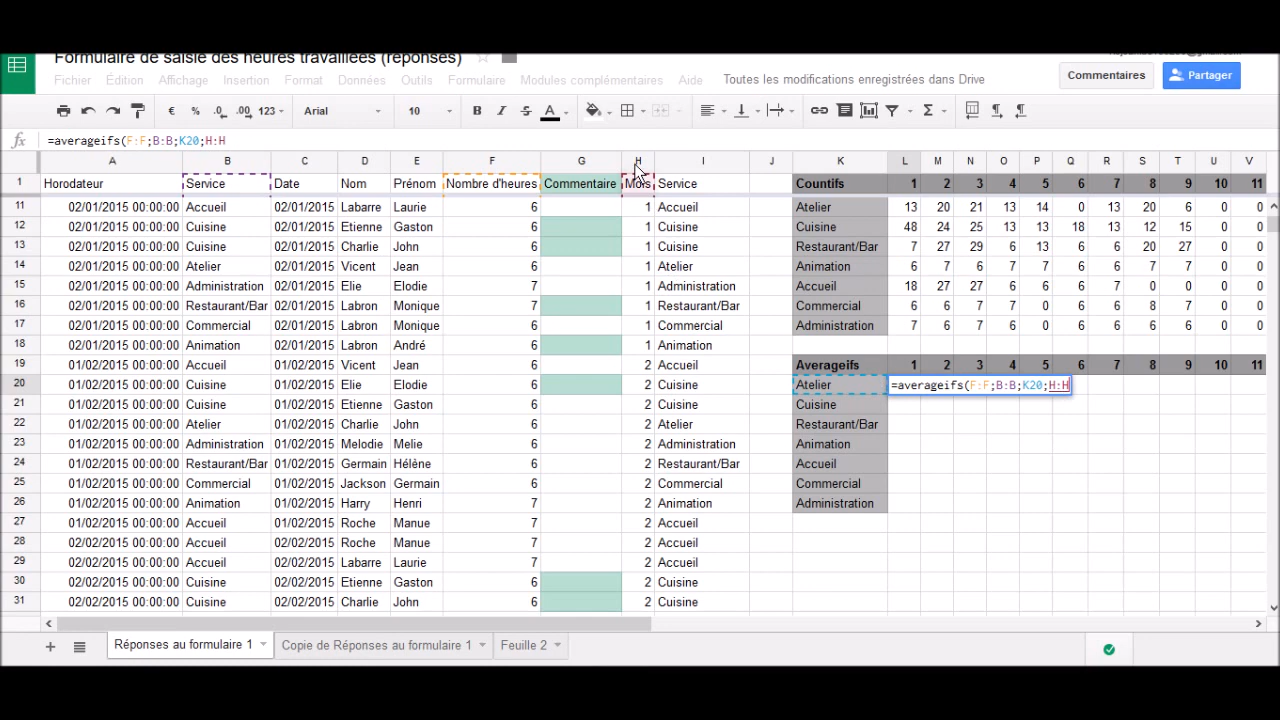 Formulaire de saisie des heures travaillées (réponses)
Fichier Édition Affichage Insertion Format Données Outils Formulaire Modules complémentaires Aide Toutes les modifications enregistrées dans Drive
Commentaires Partager
€ % .0 .00 123 Arial 10 B I S A Σ
fx =averageifs(F:F;B:B;K20;H:H
A B C D E F G H I J K L M N O P Q R S T U V
1 Horodateur Service Date Nom Prénom Nombre d'heures Commentaire Mois Service Countifs 1 2 3 4 5 6 7 8 9 10 11
11 02/01/2015 00:00:00 Accueil 02/01/2015 Labarre Laurie 6 1 Accueil Atelier 13 20 21 13 14 0 13 20 6 0 0
12 02/01/2015 00:00:00 Cuisine 02/01/2015 Etienne Gaston 6 1 Cuisine Cuisine 48 24 25 13 13 18 13 12 15 0 0
13 02/01/2015 00:00:00 Cuisine 02/01/2015 Charlie John 6 1 Cuisine Restaurant/Bar 7 27 29 6 13 6 6 20 27 0 0
14 02/01/2015 00:00:00 Atelier 02/01/2015 Vicent Jean 6 1 Atelier Animation 6 7 6 7 7 6 7 6 6 0 0
15 02/01/2015 00:00:00 Administration 02/01/2015 Elie Elodie 7 1 Administration Accueil 18 27 27 6 6 6 7 0 0 0 0
16 02/01/2015 00:00:00 Restaurant/Bar 02/01/2015 Labron Monique 7 1 Restaurant/Bar Commercial 6 6 7 7 0 6 6 8 7 0 0
17 02/01/2015 00:00:00 Commercial 02/01/2015 Labron Monique 6 1 Commercial Administration 7 6 7 6 0 6 7 6 6 0 0
18 02/01/2015 00:00:00 Animation 02/01/2015 Labron André 6 1 Animation
19 01/02/2015 00:00:00 Accueil 01/02/2015 Vicent Jean 6 2 Accueil Averageifs 1 2 3 4 5 6 7 8 9 10 11
20 01/02/2015 00:00:00 Cuisine 01/02/2015 Elie Elodie 6 2 Cuisine Atelier =averageifs(F:F;B:B;K20;H:H
21 01/02/2015 00:00:00 Cuisine 01/02/2015 Etienne Gaston 6 2 Cuisine Cuisine
22 01/02/2015 00:00:00 Atelier 01/02/2015 Charlie John 6 2 Atelier Restaurant/Bar
23 01/02/2015 00:00:00 Administration 01/02/2015 Melodie Melie 6 2 Administration Animation
24 01/02/2015 00:00:00 Restaurant/Bar 01/02/2015 Germain Hélène 6 2 Restaurant/Bar Accueil
25 01/02/2015 00:00:00 Commercial 01/02/2015 Jackson Germain 6 2 Commercial Commercial
26 01/02/2015 00:00:00 Animation 01/02/2015 Harry Henri 7 2 Animation Administration
27 01/02/2015 00:00:00 Accueil 01/02/2015 Roche Manue 7 2 Accueil
28 02/02/2015 00:00:00 Accueil 02/02/2015 Roche Manue 7 2 Accueil
29 02/02/2015 00:00:00 Accueil 02/02/2015 Labarre Laurie 7 2 Accueil
30 02/02/2015 00:00:00 Cuisine 02/02/2015 Etienne Gaston 6 2 Cuisine
31 02/02/2015 00:00:00 Cuisine 02/02/2015 Charlie John 6 2 Cuisine
Réponses au formulaire 1 Copie de Réponses au formulaire 1 Feuille 2